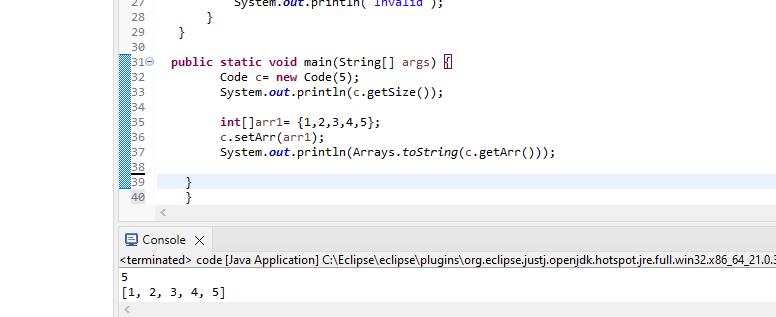 27 System.out.println("Invalid");
28 }
29 }
30
31 public static void main(String[] args) {
32 Code c= new Code(5);
33 System.out.println(c.getSize());
34
35 int[]arr1= {1,2,3,4,5};
36 c.setArr(arr1);
37 System.out.println(Arrays.toString(c.getArr()));
38
39 }
40 }
Console
<terminated> code [Java Application] C:\Eclipse\eclipse\plugins\org.eclipse.justj.openjdk.hotspot.jre.full.win32.x86_64_21.0.3
5
[1, 2, 3, 4, 5]